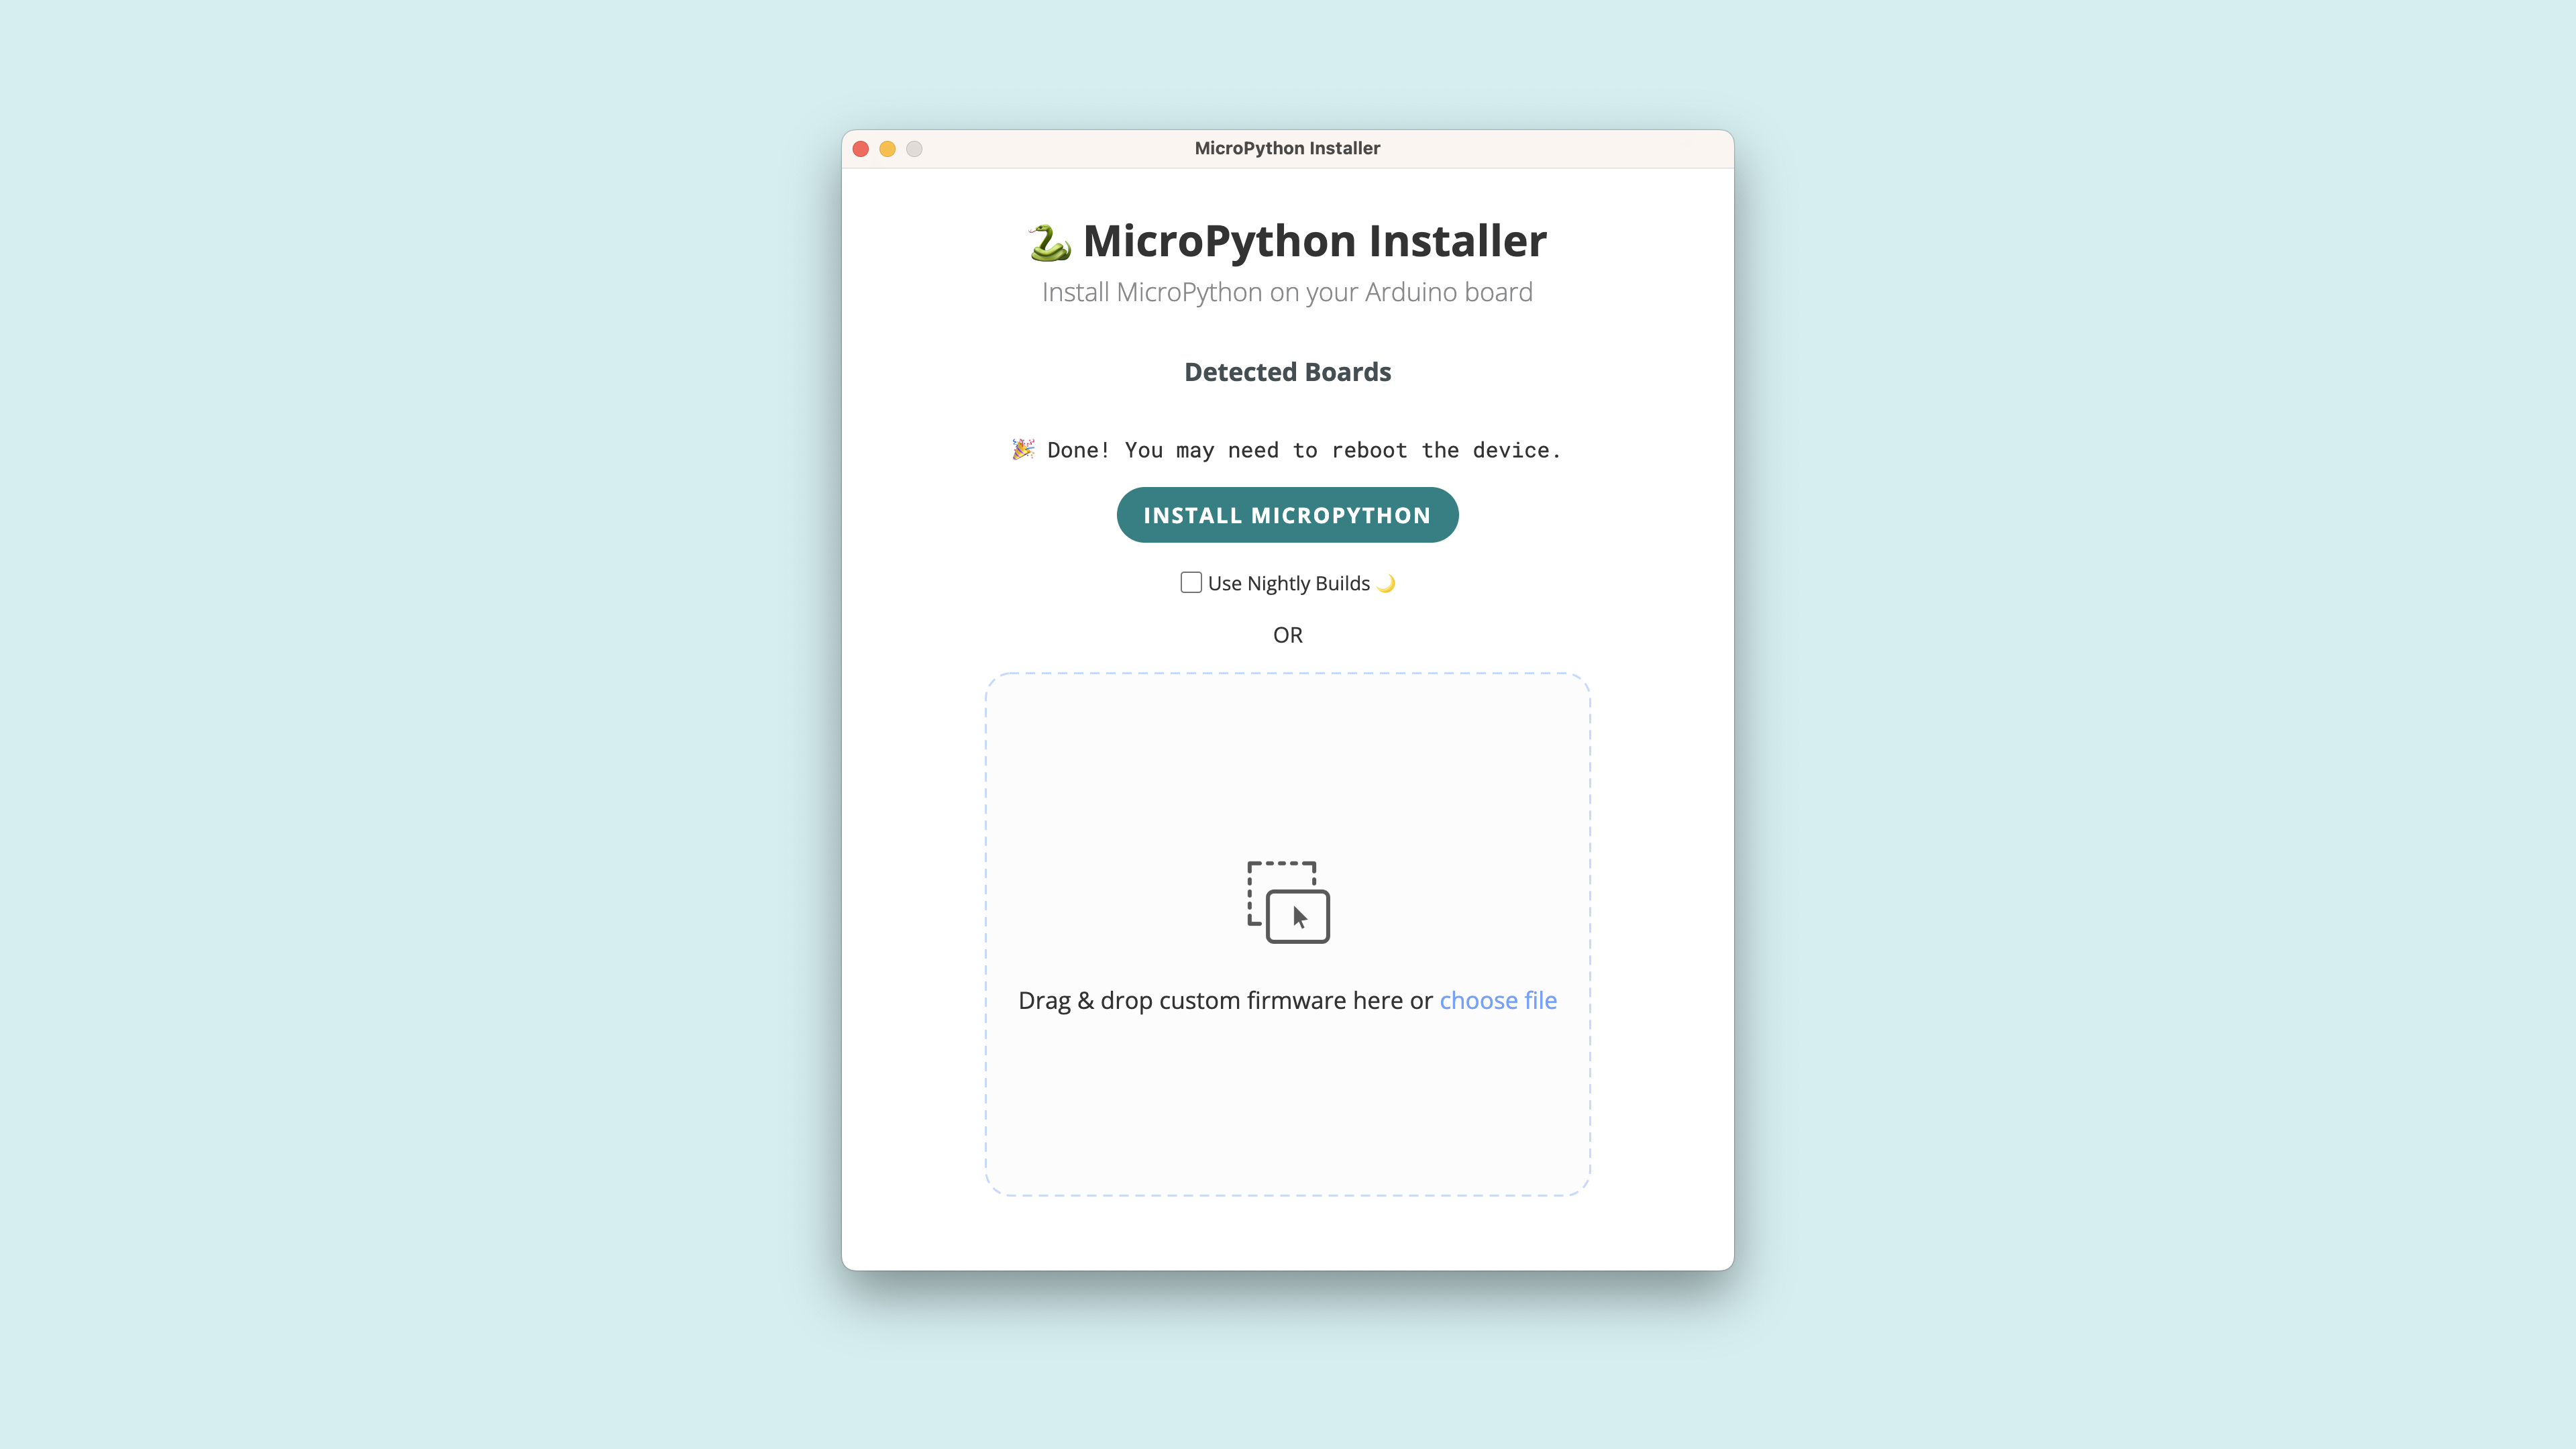 MicroPython Installer
🐍 MicroPython Installer
Install MicroPython on your Arduino board
Detected Boards
🎉 Done! You may need to reboot the device.
INSTALL MICROPYTHON
Use Nightly Builds 🌙
OR
Drag & drop custom firmware here or choose file